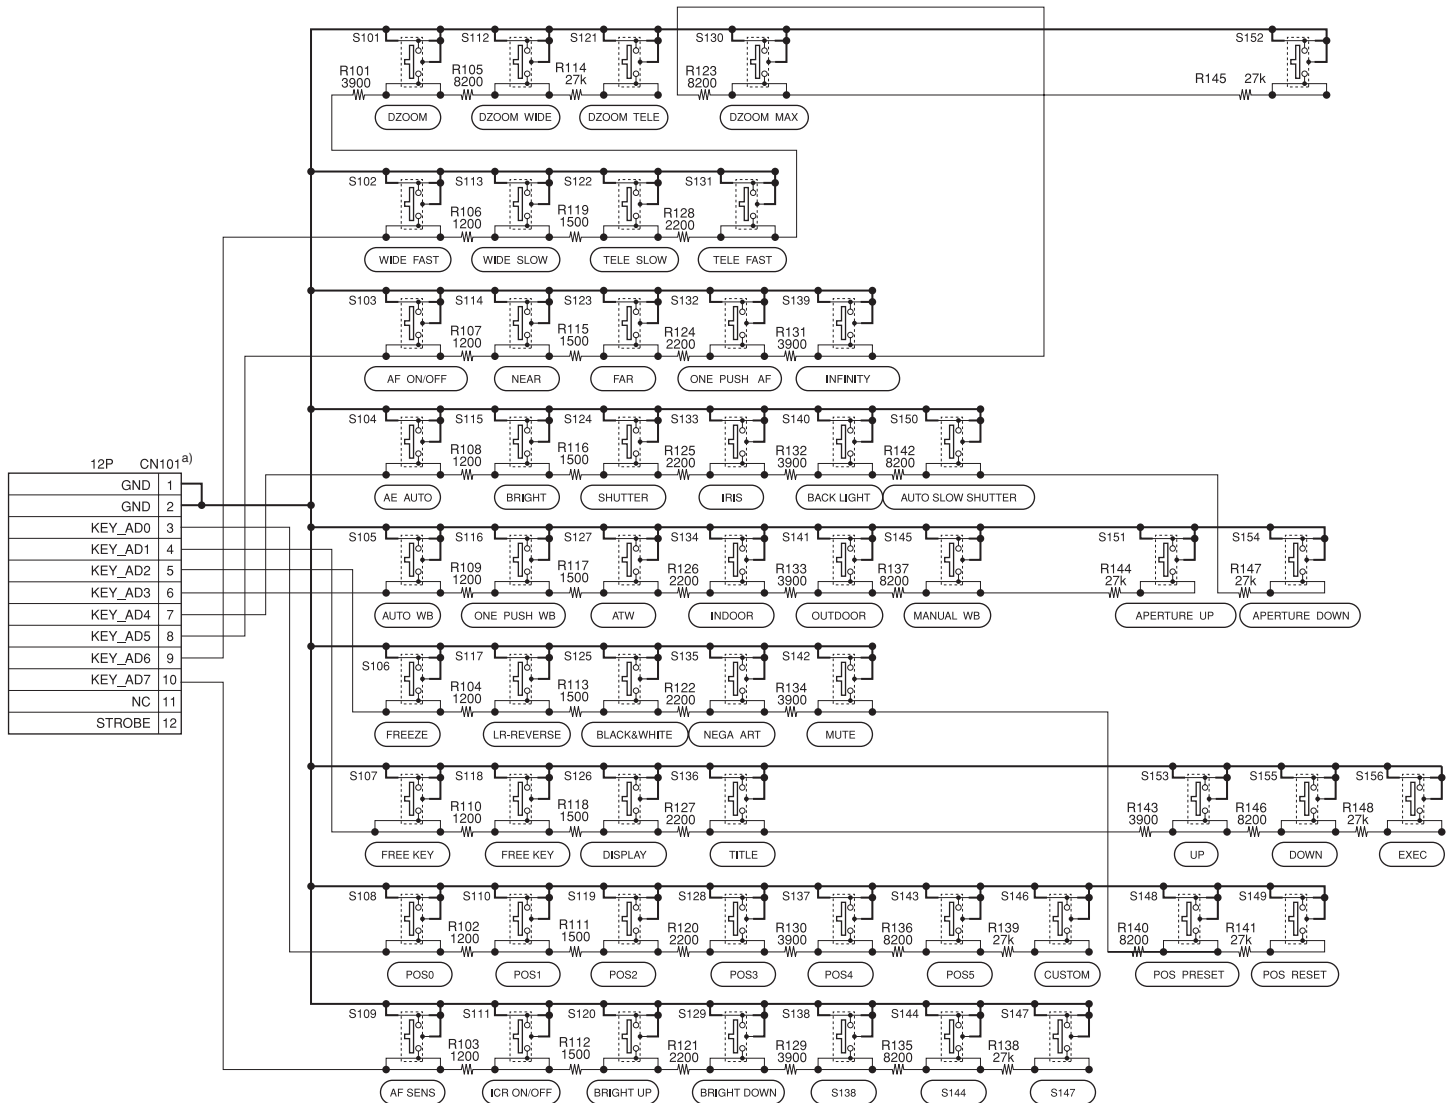 S101 S112 S121 S130 S152
R101 3900 R105 8200 R114 27k R123 8200 R145 27k
DZOOM DZOOM WIDE DZOOM TELE DZOOM MAX
S102 S113 S122 S131
R106 1200 R119 1500 R128 2200
WIDE FAST WIDE SLOW TELE SLOW TELE FAST
S103 S114 S123 S132 S139
R107 1200 R115 1500 R124 2200 R131 3900
AF ON/OFF NEAR FAR ONE PUSH AF INFINITY
S104 S115 S124 S133 S140 S150
R108 1200 R116 1500 R125 2200 R132 3900 R142 8200
AE AUTO BRIGHT SHUTTER IRIS BACK LIGHT AUTO SLOW SHUTTER
12P CN101 a)
GND 1
GND 2
KEY_AD0 3
KEY_AD1 4
KEY_AD2 5
KEY_AD3 6
KEY_AD4 7
KEY_AD5 8
KEY_AD6 9
KEY_AD7 10
NC 11
STROBE 12
S105 S116 S127 S134 S141 S145 S151 S154
R109 1200 R117 1500 R126 2200 R133 3900 R137 8200 R144 27k R147 27k
AUTO WB ONE PUSH WB ATW INDOOR OUTDOOR MANUAL WB APERTURE UP APERTURE DOWN
S106 S117 S125 S135 S142
R104 1200 R113 1500 R122 2200 R134 3900
FREEZE LR-REVERSE BLACK&WHITE NEGA ART MUTE
S107 S118 S126 S136 S153 S155 S156
R110 1200 R118 1500 R127 2200 R143 3900 R146 8200 R148 27k
FREE KEY FREE KEY DISPLAY TITLE UP DOWN EXEC
S108 S110 S119 S128 S137 S143 S146 S148 S149
R102 1200 R111 1500 R120 2200 R130 3900 R136 8200 R139 27k R140 8200 R141 27k
POS0 POS1 POS2 POS3 POS4 POS5 CUSTOM POS PRESET POS RESET
S109 S111 S120 S129 S138 S144 S147
R103 1200 R112 1500 R121 2200 R129 3900 R135 8200 R138 27k
AF SENS ICR ON/OFF BRIGHT UP BRIGHT DOWN S138 S144 S147